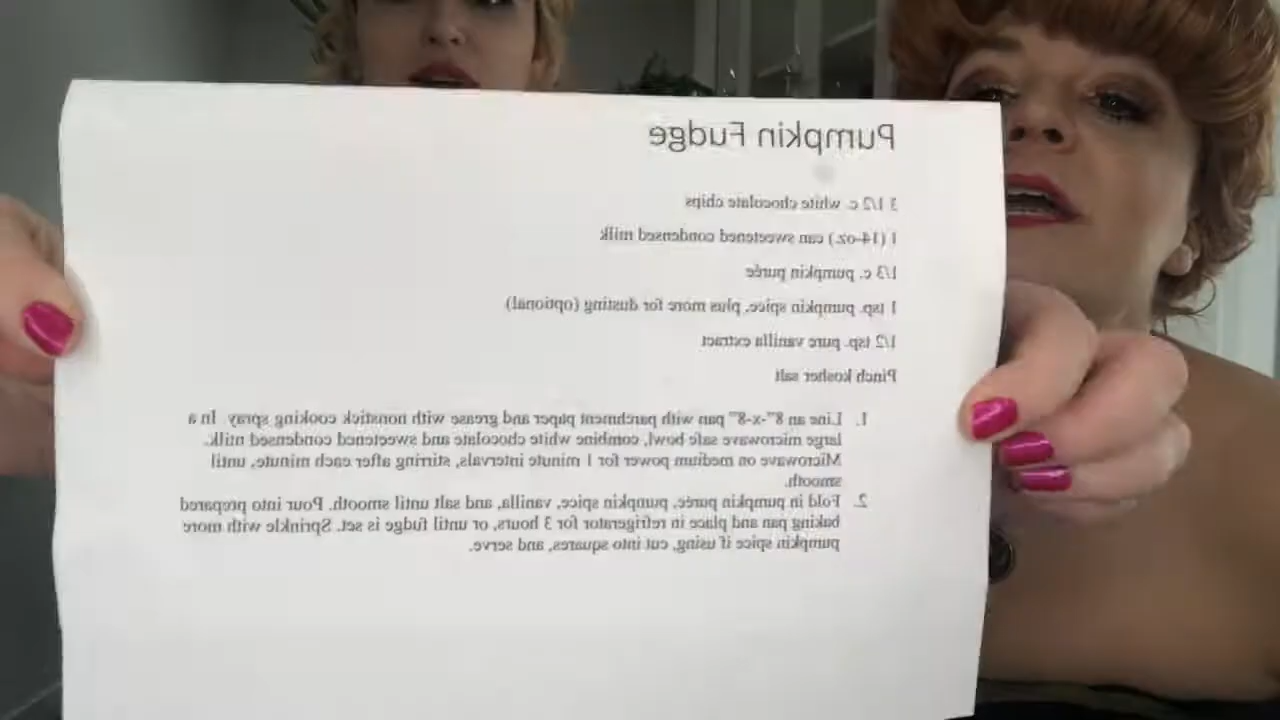 Pumpkin Fudge
3 1/2 c. white chocolate chips
1 (14-oz.) can sweetened condensed milk
1/3 c. pumpkin purée
1 tsp. pumpkin spice, plus more for dusting (optional)
1/2 tsp. pure vanilla extract
Pinch kosher salt
1. Line an 8"-x-8" pan with parchment paper and grease with nonstick cooking spray. In a
large microwave safe bowl, combine white chocolate and sweetened condensed milk.
Microwave on medium power for 1 minute intervals, stirring after each minute, until
smooth.
2. Fold in pumpkin purée, pumpkin spice, vanilla, and salt until smooth. Pour into prepared
baking pan and place in refrigerator for 3 hours, or until fudge is set. Sprinkle with more
pumpkin spice if using, cut into squares, and serve.